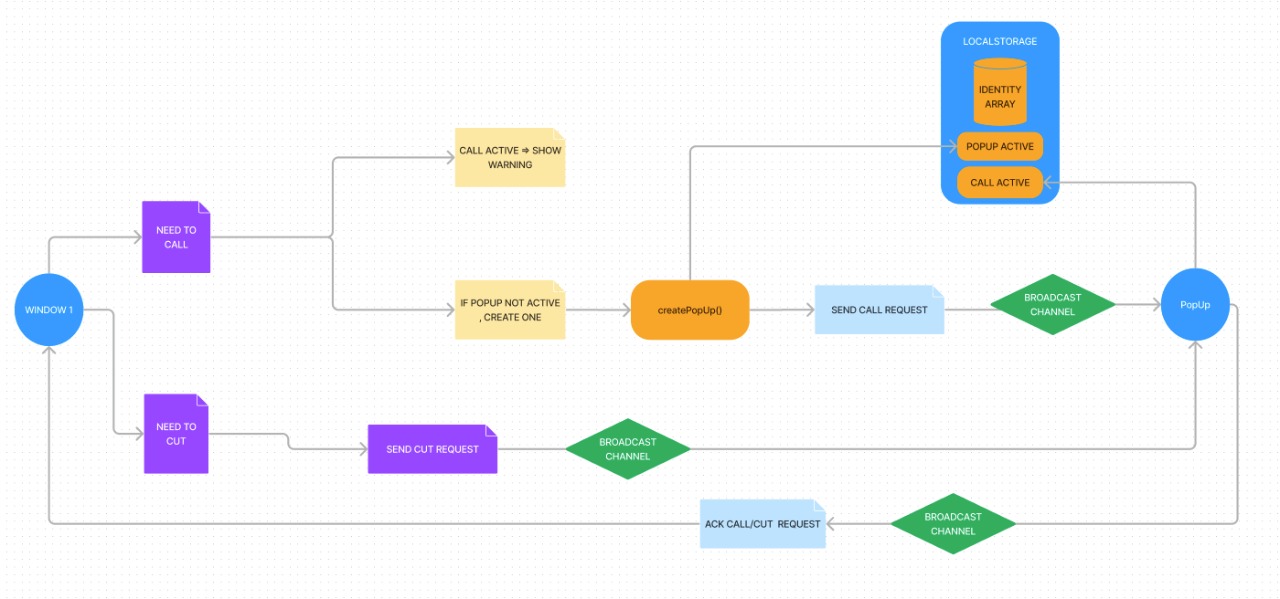 LOCALSTORAGE
IDENTITY
ARRAY
POPUP ACTIVE
CALL ACTIVE
CALL ACTIVE => SHOW
WARNING
NEED TO
CALL
WINDOW 1
IF POPUP NOT ACTIVE
, CREATE ONE
createPopUp()
SEND CALL REQUEST
BROADCAST
CHANNEL
PopUp
NEED TO
CUT
SEND CUT REQUEST
BROADCAST
CHANNEL
ACK CALL/CUT  REQUEST
BROADCAST
CHANNEL